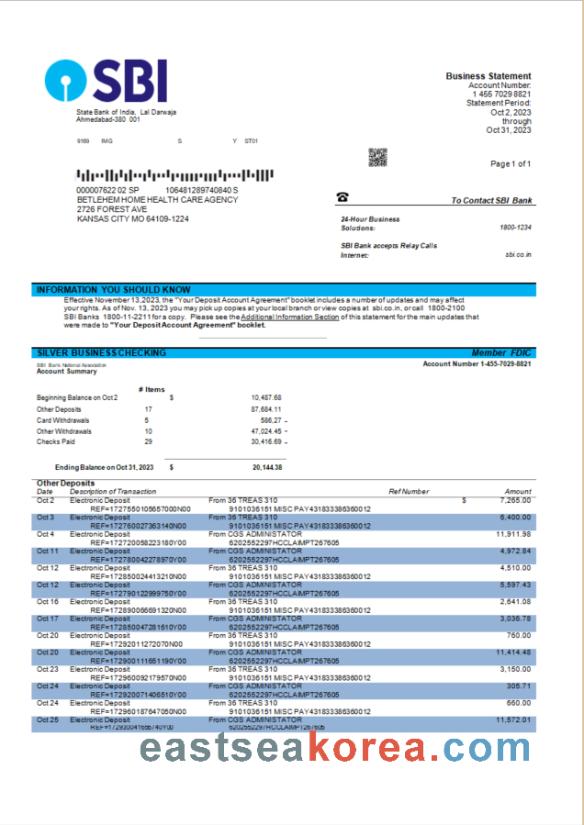 SBI
State Bank of India, Lal Darwaja
Ahmedabad-380 001
Business Statement
Account Number:
1 455 7029 8821
Statement Period:
Oct 2, 2023
through
Oct 31, 2023
9169 IMG S Y ST01
Page 1 of 1
000007622 02 SP 106481289740840 S
BETLEHEM HOME HEALTH CARE AGENCY
2726 FOREST AVE
KANSAS CITY MO 64109-1224
To Contact SBI Bank
24-Hour Business
Solutions: 1800-1234
SBI Bank accepts Relay Calls
Internet: sbi.co.in
INFORMATION YOU SHOULD KNOW
Effective November 13, 2023, the "Your Deposit Account Agreement" booklet includes a number of updates and may affect
your rights. As of Nov. 13, 2023 you may pick up copies at your local branch or view copies at sbi.co.in, or call 1800-2100
SBI Banks 1800-11-2211 for a copy. Please see the Additional Information Section of this statement for the main updates that
were made to "Your Deposit Account Agreement" booklet.
SILVER BUSINESS CHECKING Member FDIC
SBI Bank National Association
Account Summary
Account Number 1-455-7029-8821
# Items
Beginning Balance on Oct 2 $ 10,487.68
Other Deposits 17 87,684.11
Card Withdrawals 5 586.27 -
Other Withdrawals 10 47,024.45 -
Checks Paid 29 30,416.69 -
Ending Balance on Oct 31, 2023 $ 20,144.38
Other Deposits
Date Description of Transaction Ref Number Amount
Oct 2 Electronic Deposit From 36 TREAS 310 $ 7,265.00
REF=1727550105657000N00 9101036151 MISC PAY431833386360012
Oct 3 Electronic Deposit From 36 TREAS 310 6,400.00
REF=172760027363140N00 9101036151 MISC PAY431833386360012
Oct 4 Electronic Deposit From CGS ADMINISTATOR 11,911.98
REF=172720058223180Y00 6202552297HCCLAIMPT267605
Oct 11 Electronic Deposit From CGS ADMINISTATOR 4,972.84
REF=172780042278970Y00 6202552297HCCLAIMPT267605
Oct 12 Electronic Deposit From 36 TREAS 310 4,510.00
REF=172850024413210N00 9101036151 MISC PAY431833386360012
Oct 12 Electronic Deposit From CGS ADMINISTATOR 5,597.43
REF=172790122999750Y00 6202552297HCCLAIMPT267605
Oct 16 Electronic Deposit From 36 TREAS 310 2,641.08
REF=172890066691320N00 9101036151 MISC PAY431833386360012
Oct 17 Electronic Deposit From CGS ADMINISTATOR 3,036.78
REF=172850047281610Y00 6202552297HCCLAIMPT267605
Oct 20 Electronic Deposit From 36 TREAS 310 760.00
REF=172920112720 70N00 9101036151 MISC PAY431833386360012
Oct 20 Electronic Deposit From CGS ADMINISTATOR 11,414.48
REF=172900111651190Y00 6202552297HCCLAIMPT267605
Oct 23 Electronic Deposit From 36 TREAS 310 3,150.00
REF=172960092179570N00 9101036151 MISC PAY431833386360012
Oct 24 Electronic Deposit From CGS ADMINISTATOR 305.71
REF=172920071406510Y00 6202552297HCCLAIMPT267605
Oct 24 Electronic Deposit From 36 TREAS 310 660.00
REF=172960187647050N00 9101036151 MISC PAY431833386360012
Oct 25 Electronic Deposit From CGS ADMINISTATOR 11,572.01
6202552297HCCLAIMPT267605
eastseakorea.com